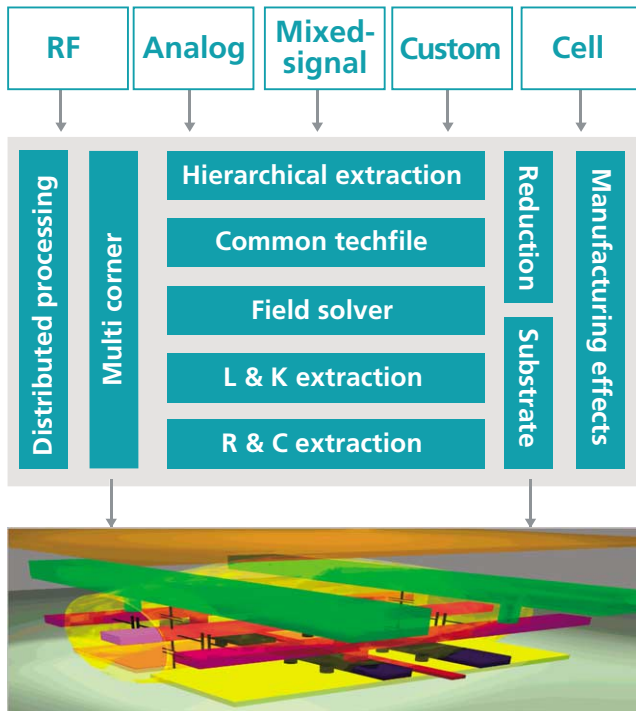 RF
Analog
Mixed-
signal
Custom
Cell
Distributed processing
Multi corner
Hierarchical extraction
Common techfile
Field solver
L & K extraction
R & C extraction
Reduction
Substrate
Manufacturing effects